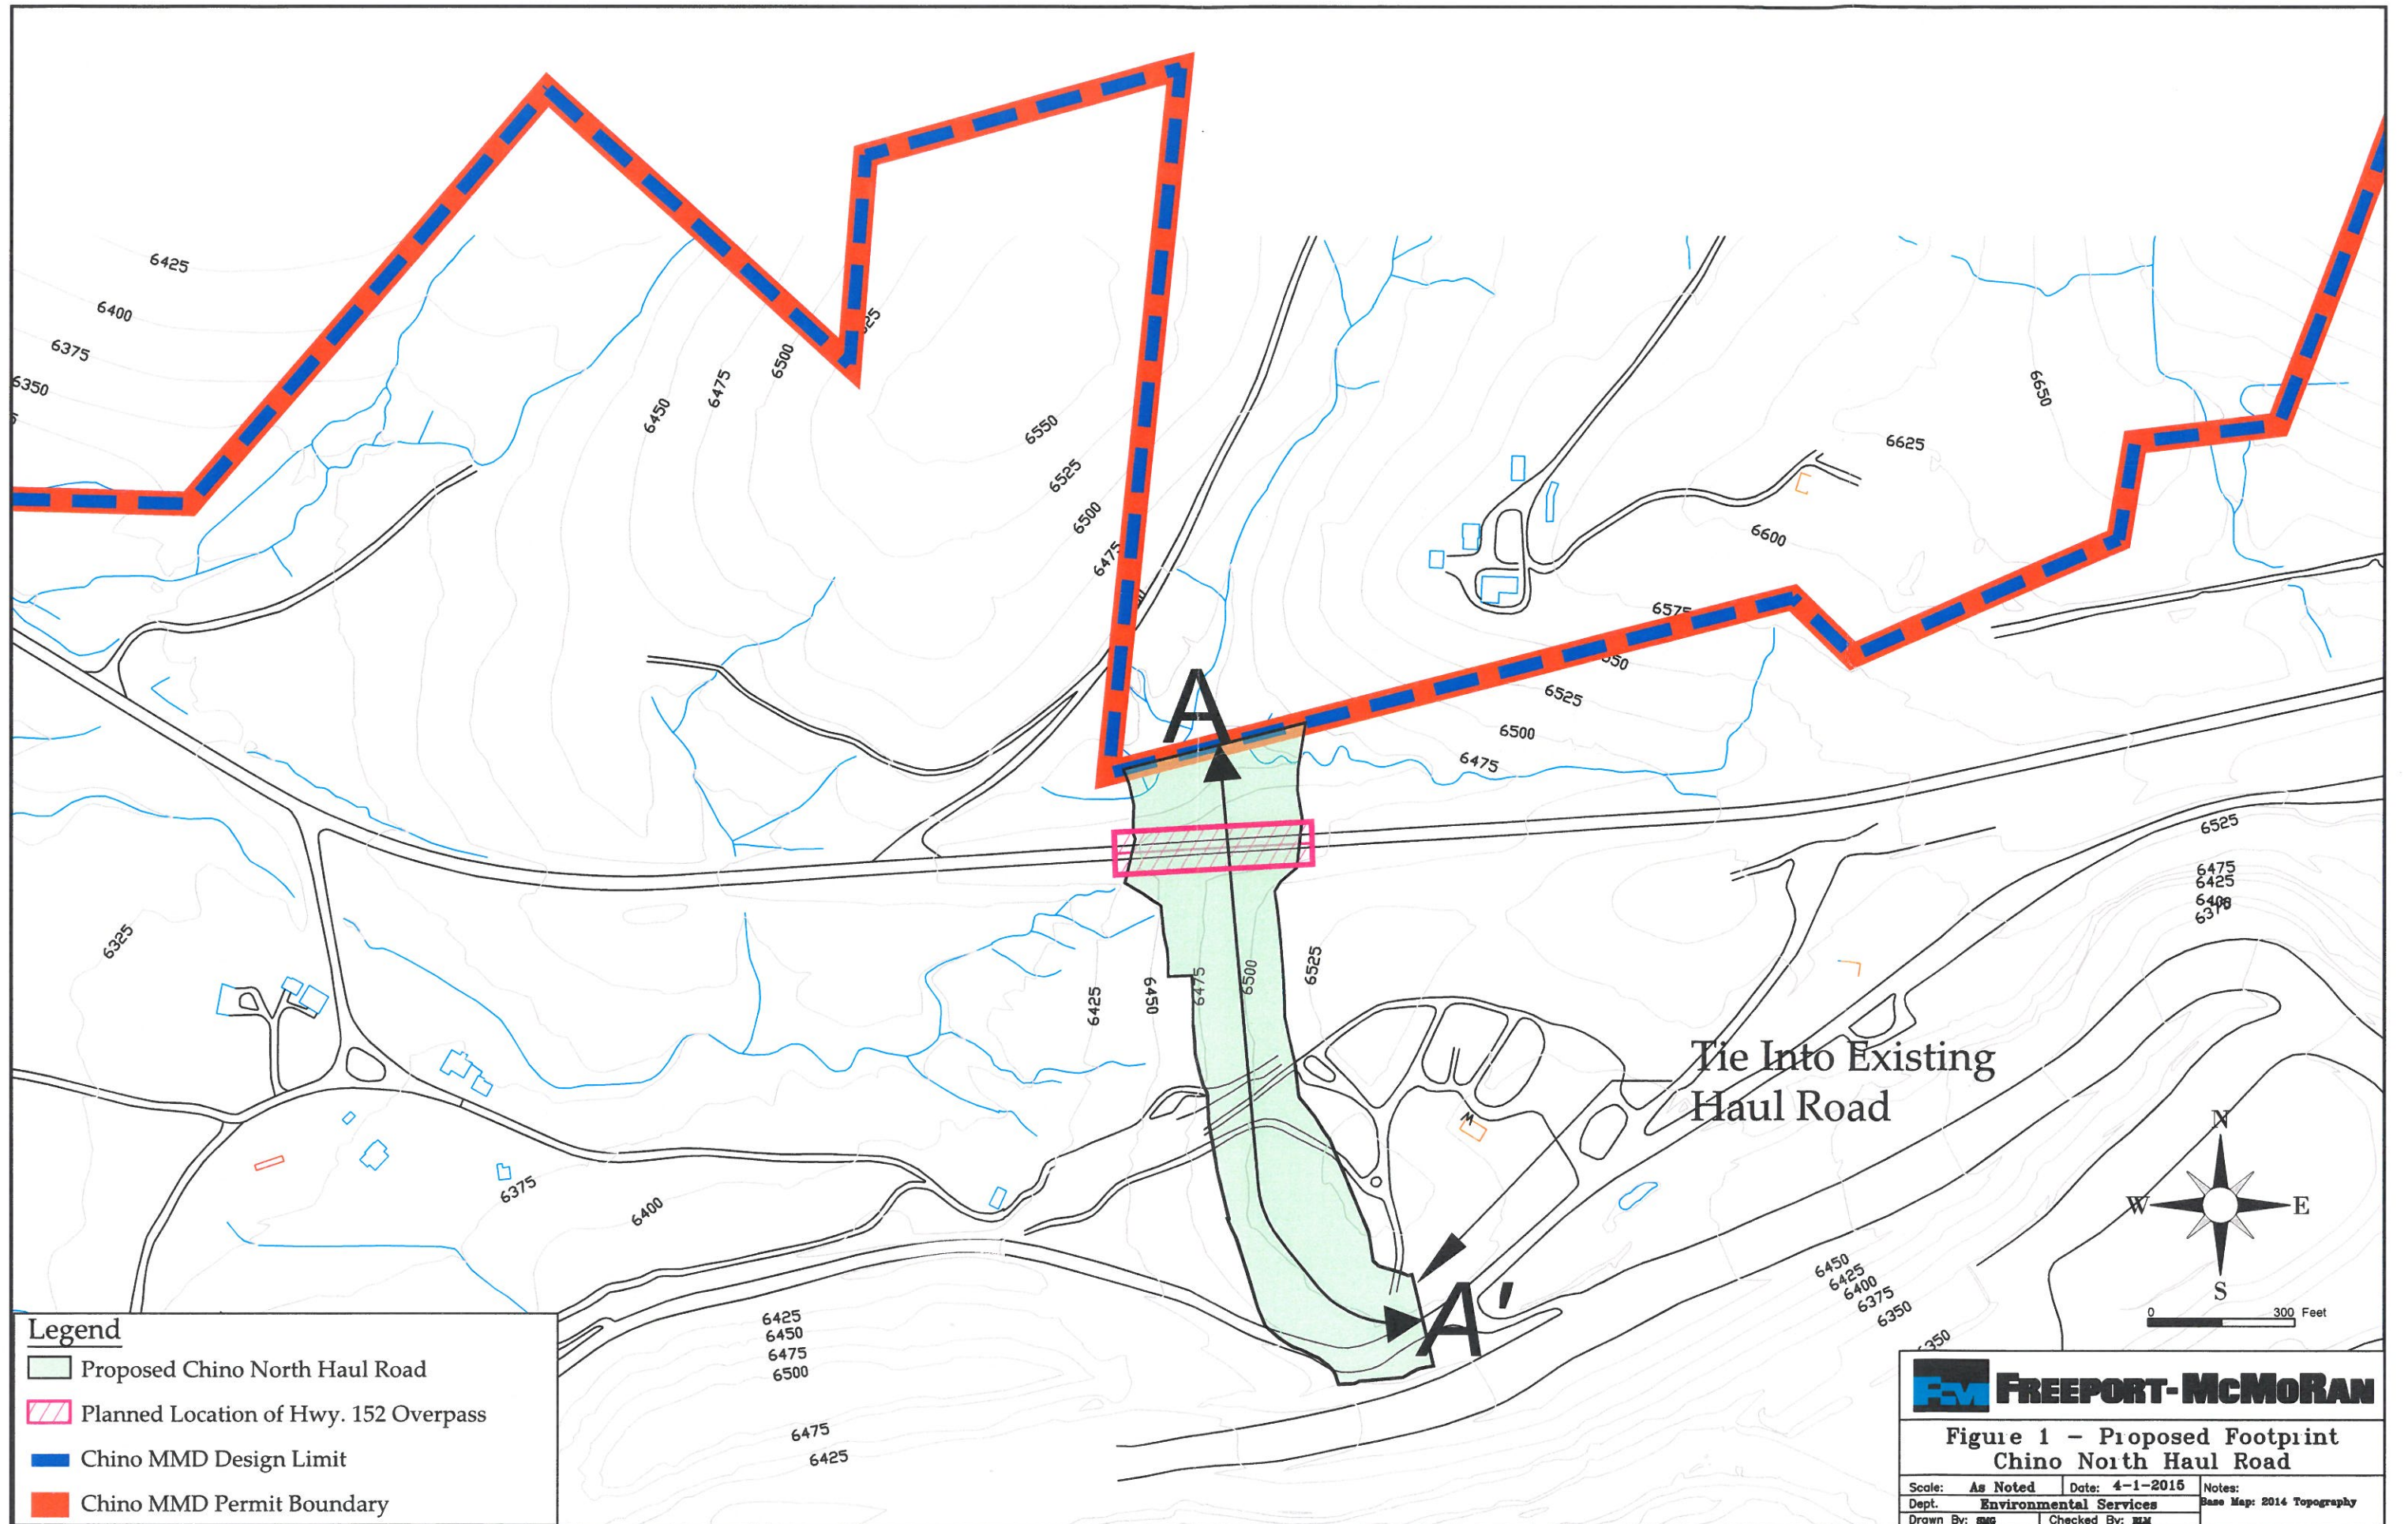 6425
6400
6375
6350
6450
6475
6500
6550
6525
6500
6475
6650
6625
6600
6575
6525
6500
6475
A
6525
6475
6425
6400
6325
6425
6450
6475
6500
6525
Tie Into Existing
Haul Road
N
W
E
S
0
300 Feet
6375
6400
6450
6425
6400
6375
6350
6350
A'
6425
6450
6475
6500
6475
6425
Legend
Proposed Chino North Haul Road
Planned Location of Hwy. 152 Overpass
Chino MMD Design Limit
Chino MMD Permit Boundary
FREEPORT-McMoRAN
Figure 1 – Proposed Footprint
Chino North Haul Road
Scale: As Noted
Date: 4-1-2015
Notes:
Dept. Environmental Services
Base Map: 2014 Topography
Drawn By: SMG
Checked By: